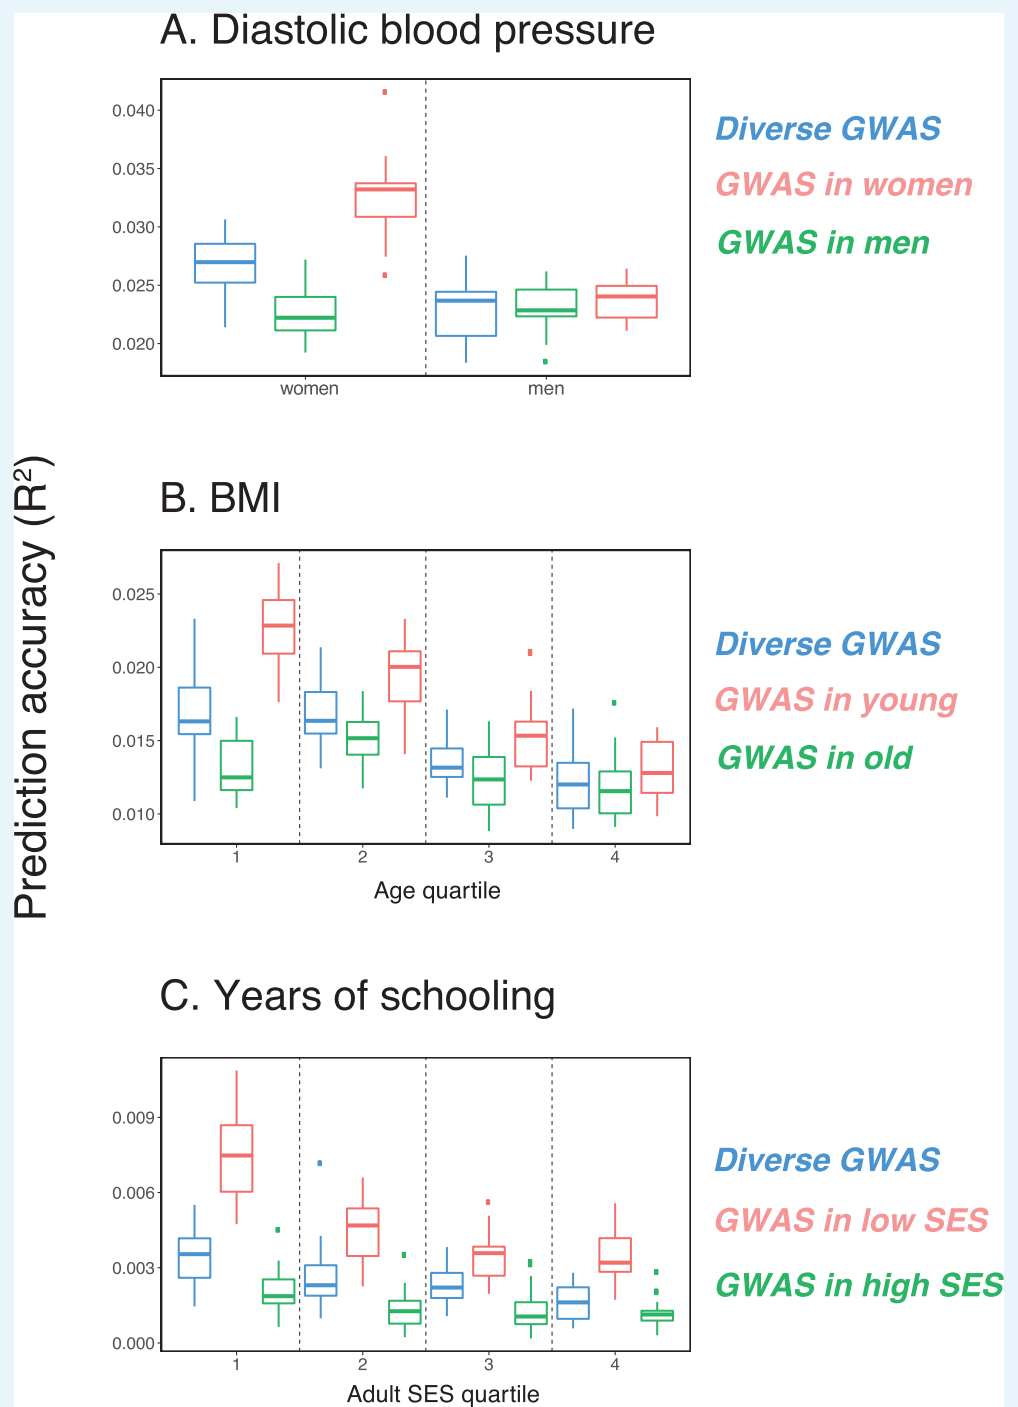 A. Diastolic blood pressure
0.040
0.035
0.030
0.025
0.020
women
men
Diverse GWAS
GWAS in women
GWAS in men
Prediction accuracy (R²)
B. BMI
0.025
0.020
0.015
0.010
1
2
3
4
Age quartile
Diverse GWAS
GWAS in young
GWAS in old
C. Years of schooling
0.009
0.006
0.003
0.000
1
2
3
4
Adult SES quartile
Diverse GWAS
GWAS in low SES
GWAS in high SES